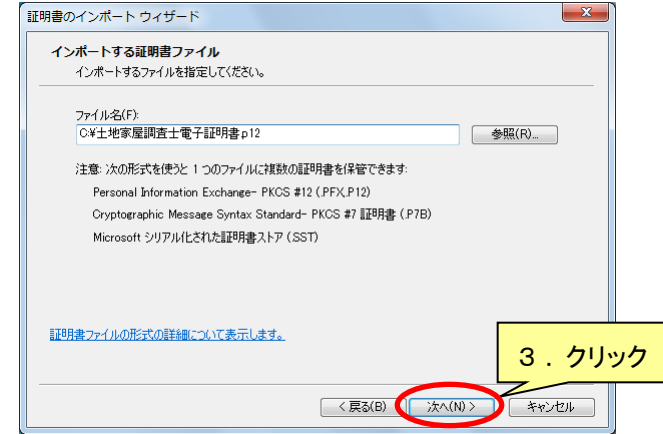 証明書のインポート ウィザード
インポートする証明書ファイル
インポートするファイルを指定してください。
ファイル名(F):
C:¥土地家屋調査士電子証明書.p12
参照(R)...
注意: 次の形式を使うと 1 つのファイルに複数の証明書を保管できます:
Personal Information Exchange- PKCS #12 (.PFX,.P12)
Cryptographic Message Syntax Standard- PKCS #7 証明書 (.P7B)
Microsoft シリアル化された証明書ストア (.SST)
証明書ファイルの形式の詳細について表示します。
3．クリック
< 戻る(B)
次へ(N) >
キャンセル